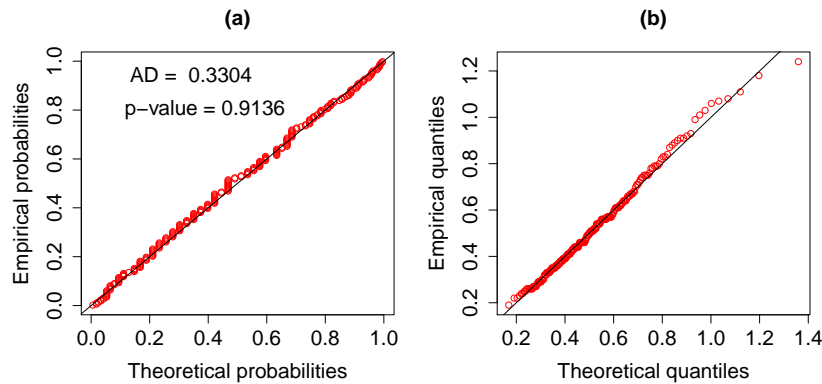 (a)
AD = 0.3304
p−value = 0.9136
Empirical probabilities
0.0
0.2
0.4
0.6
0.8
1.0
0.0 0.2 0.4 0.6 0.8 1.0
Theoretical probabilities
(b)
Empirical quantiles
0.2
0.4
0.6
0.8
1.0
1.2
0.2 0.4 0.6 0.8 1.0 1.2 1.4
Theoretical quantiles